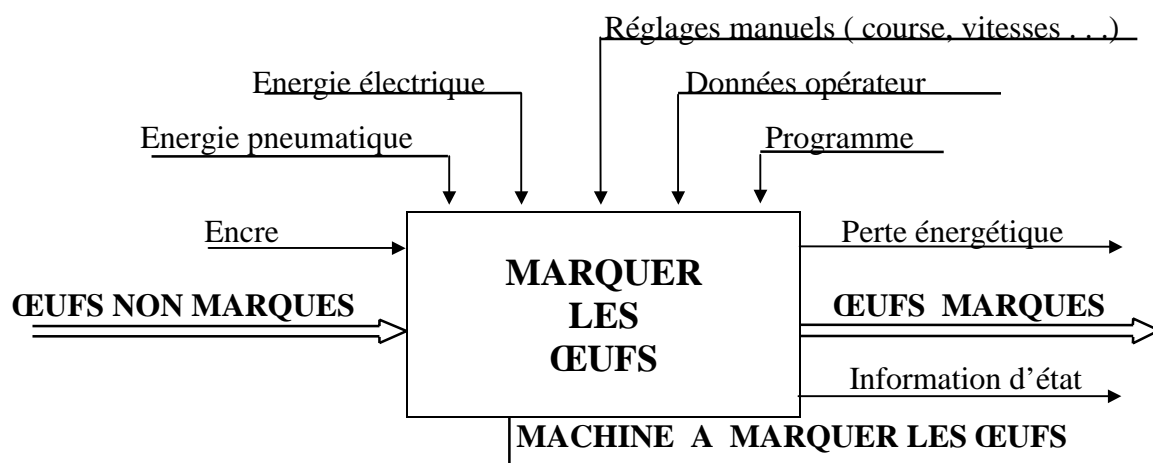 Réglages manuels ( course, vitesses . . .)
Energie électrique
Données opérateur
Energie pneumatique
Programme
Encre
Perte énergétique
MARQUER
LES
ŒUFS
ŒUFS NON MARQUES
ŒUFS MARQUES
Information d’état
MACHINE A MARQUER LES ŒUFS